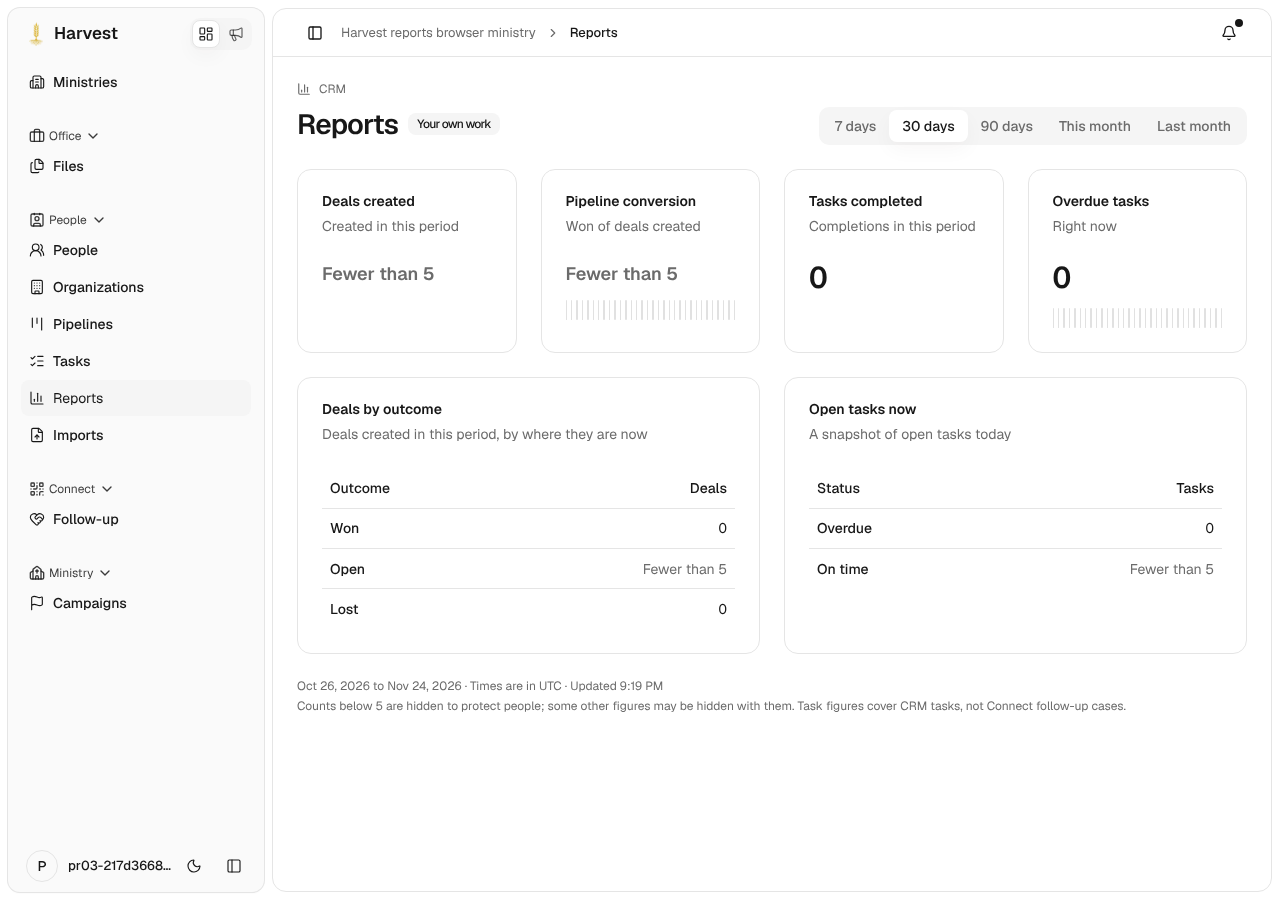 Harvest
Ministries
Office
Files
People
People
Organizations
Pipelines
Tasks
Reports
Imports
Connect
Follow-up
Ministry
Campaigns
P
pr03-217d3668...
Harvest reports browser ministry > Reports
CRM
Reports Your own work
7 days 30 days 90 days This month Last month
Deals created
Created in this period
Fewer than 5
Pipeline conversion
Won of deals created
Fewer than 5
Tasks completed
Completions in this period
0
Overdue tasks
Right now
0
Deals by outcome
Deals created in this period, by where they are now
Outcome Deals
Won 0
Open Fewer than 5
Lost 0
Open tasks now
A snapshot of open tasks today
Status Tasks
Overdue 0
On time Fewer than 5
Oct 26, 2026 to Nov 24, 2026 · Times are in UTC · Updated 9:19 PM
Counts below 5 are hidden to protect people; some other figures may be hidden with them. Task figures cover CRM tasks, not Connect follow-up cases.